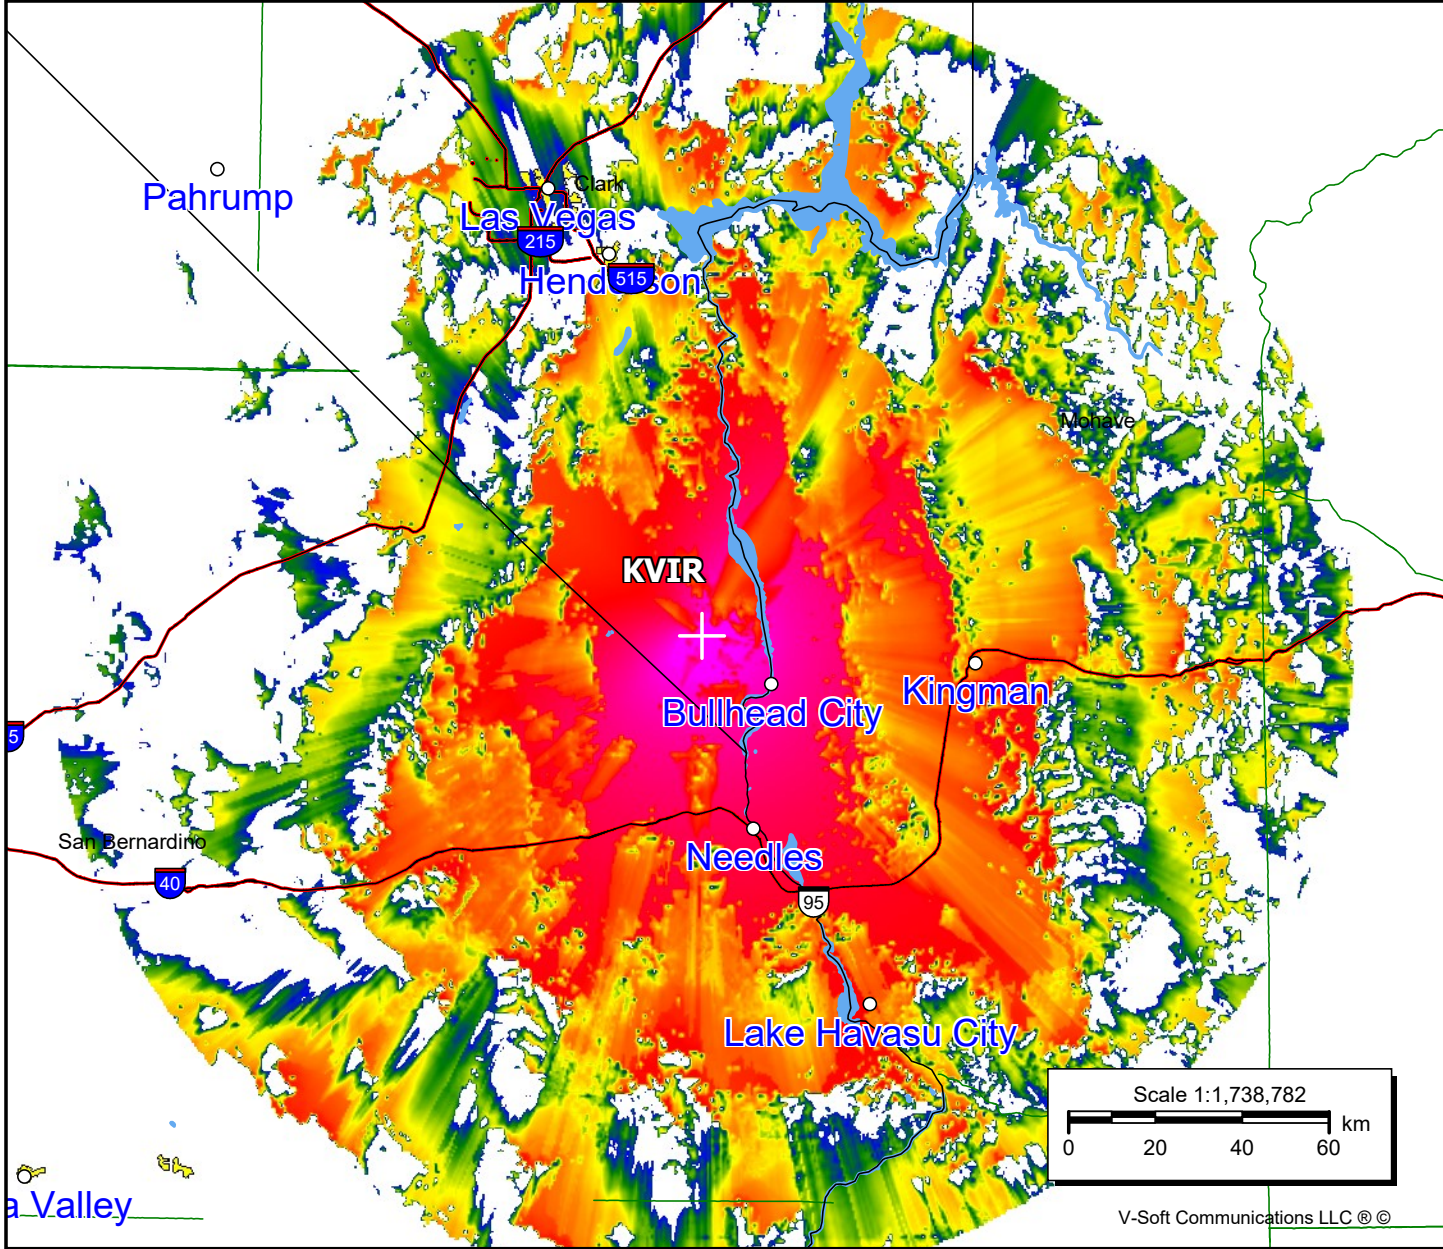 Pahrump
Clark
Las Vegas
215
Henderson
515
Mohave
KVIR
Kingman
Bullhead City
5
San Bernardino
40
Needles
95
Lake Havasu City
Scale 1:1,738,782
km
0 20 40 60
a Valley
V-Soft Communications LLC ® ©